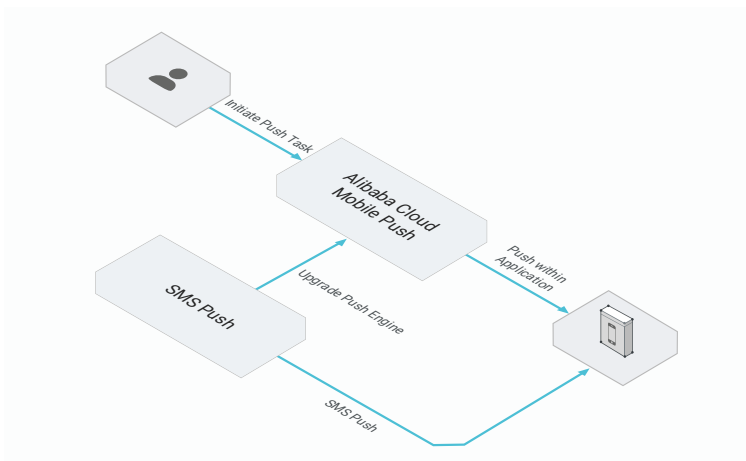 Initiate Push Task
Alibaba Cloud
Mobile Push
Push within
Application
SMS Push
Upgrade Push Engine
SMS Push